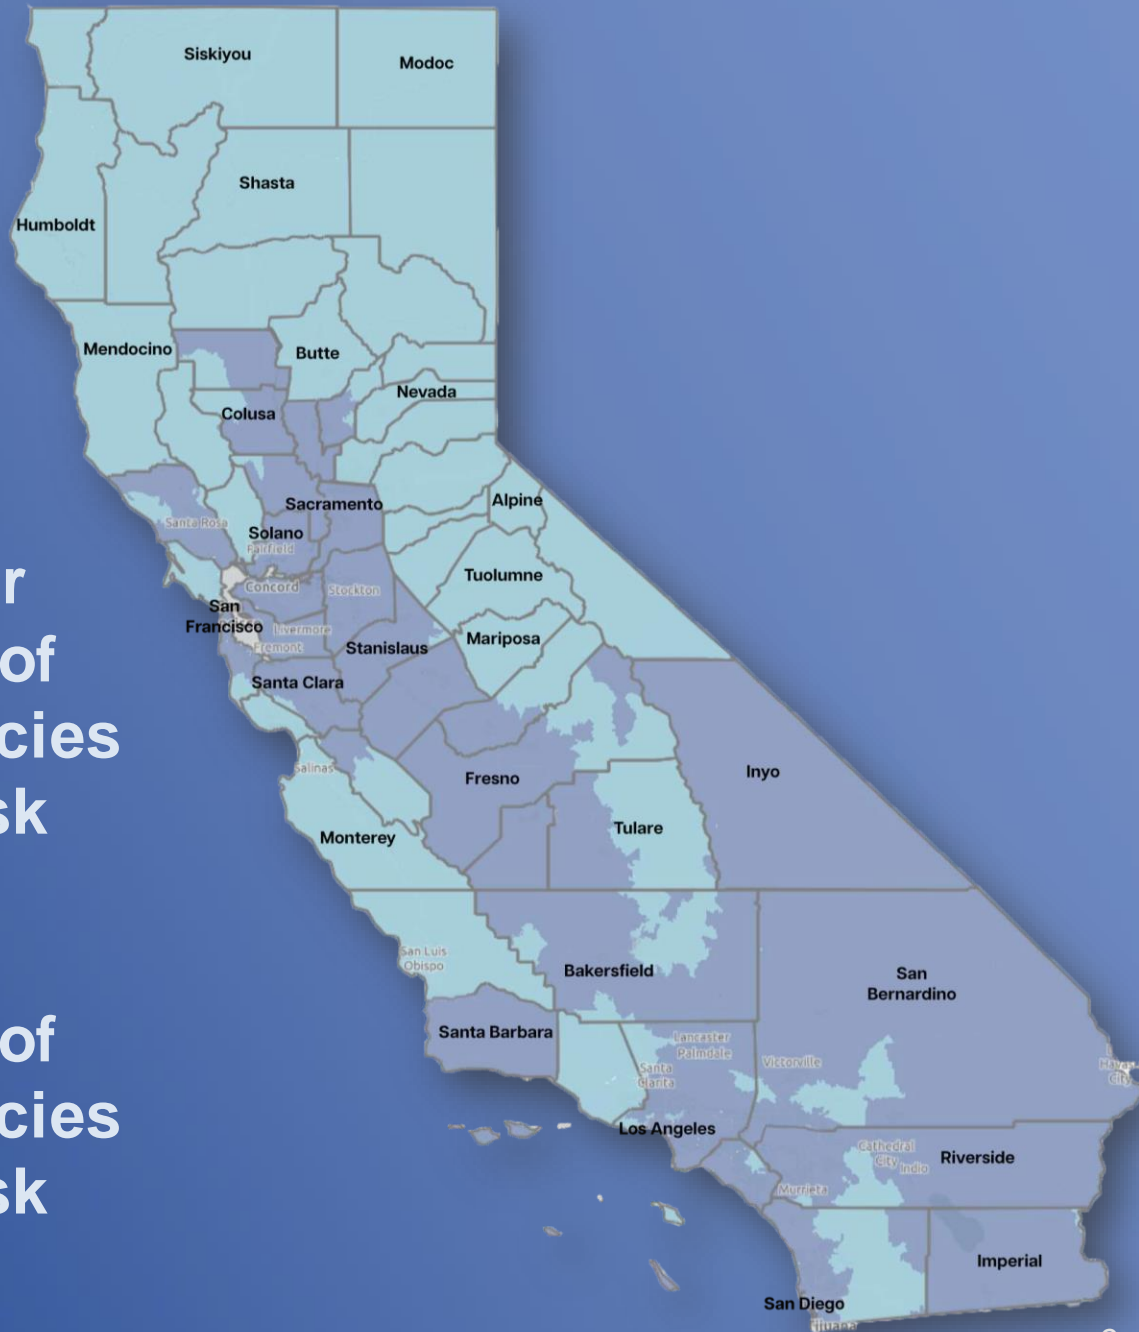 Siskiyou
Modoc
Shasta
Humboldt
Mendocino
Butte
Nevada
Colusa
Sacramento
Alpine
Santa Rosa
Solano
Fairfield
r
Tuolumne
Concord
Stockton
San
Francisco
Livermore
Mariposa
of
Fremont
Stanislaus
Santa Clara
cies
Salinas
Fresno
Inyo
sk
Monterey
Tulare
San Luis
Obispo
Bakersfield
San
Bernardino
of
Santa Barbara
Lancaster
Palmdale
Victorville
Santa
Clarita
Havas
City
cies
Los Angeles
Cathedral
City
Indio
Riverside
sk
Murrieta
Imperial
San Diego
Tijuana